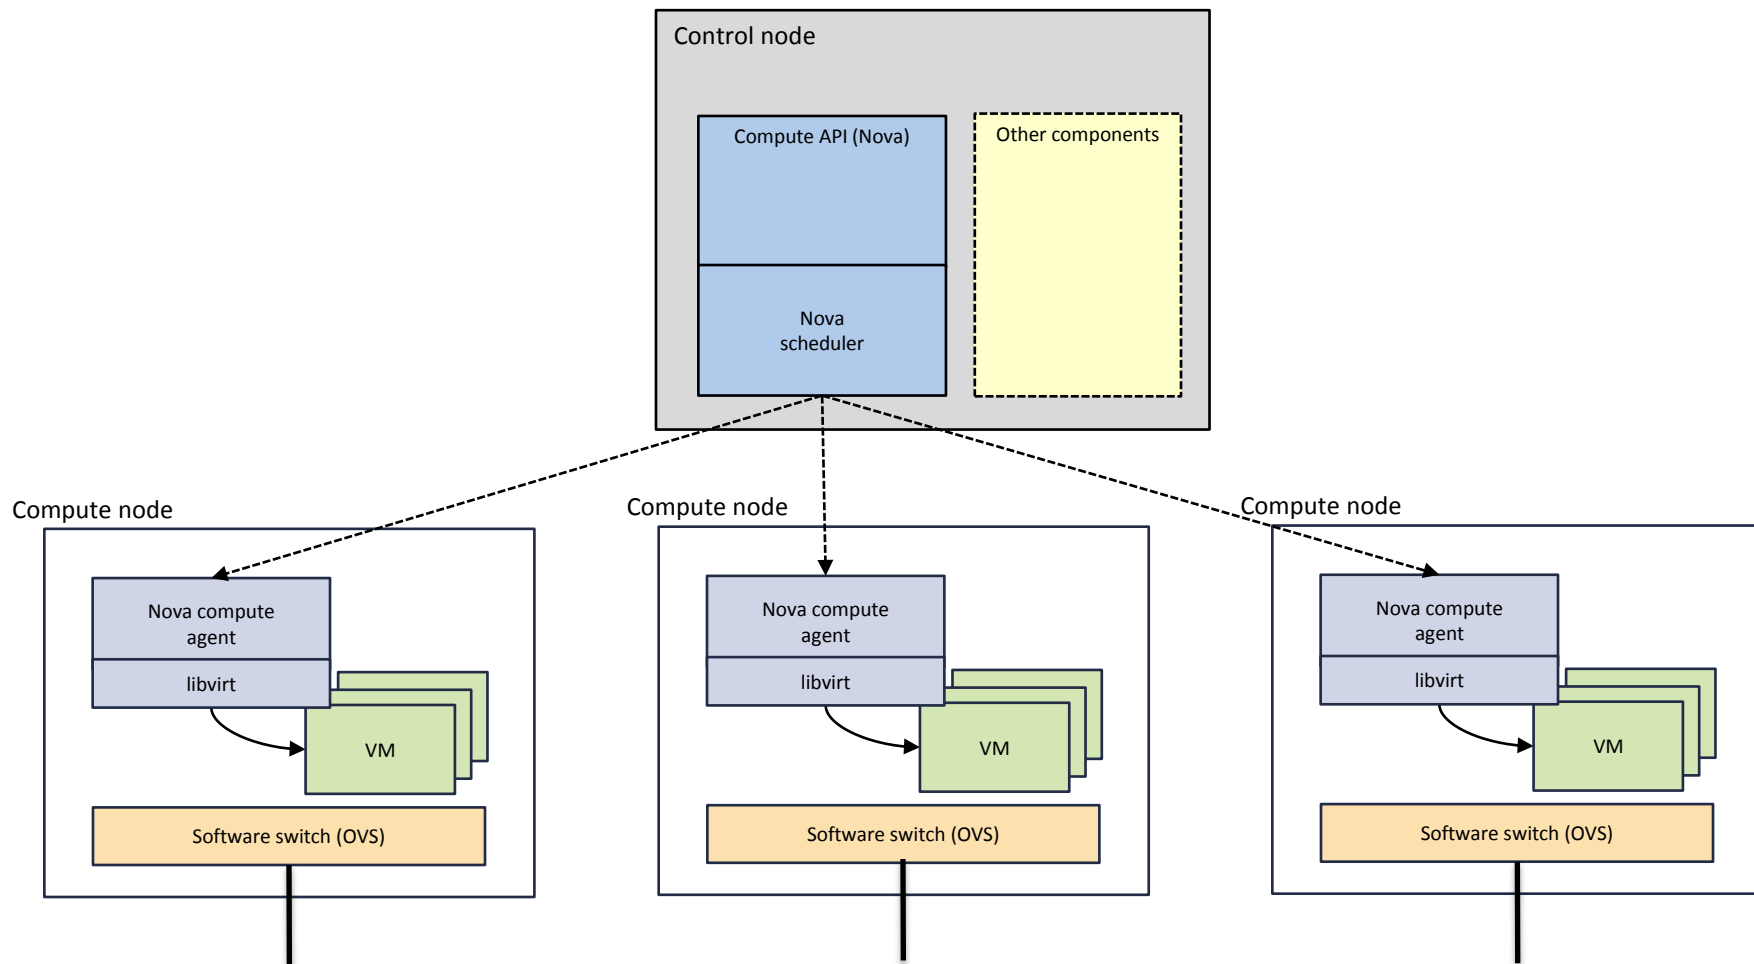 Control node
Compute API (Nova)
Other components
Nova
scheduler
Compute node
Compute node
Compute node
Nova compute
agent
libvirt
VM
Software switch (OVS)
Nova compute
agent
libvirt
VM
Software switch (OVS)
Nova compute
agent
libvirt
VM
Software switch (OVS)